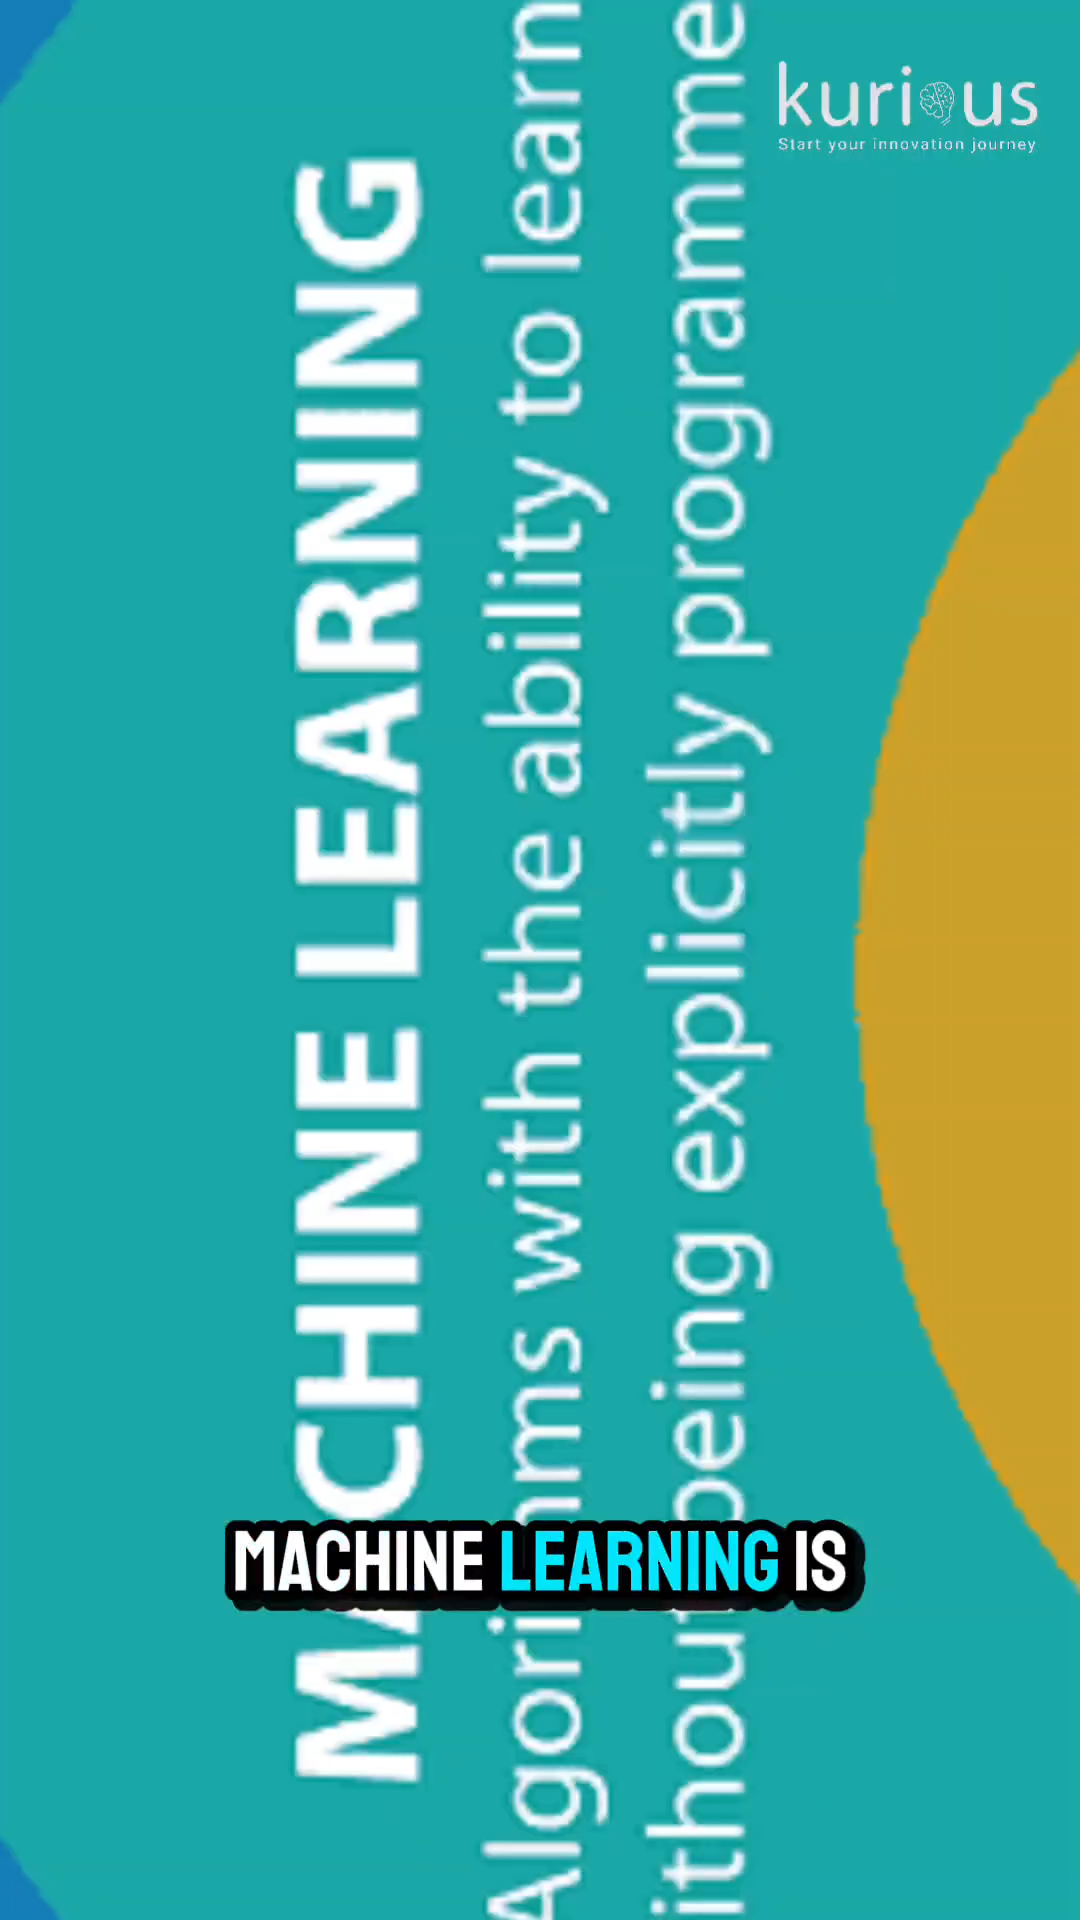 kurious
Start your innovation journey
MACHINE LEARNING
Algorithms with the ability to learn
ithout being explicitly programme
MACHINE LEARNING IS